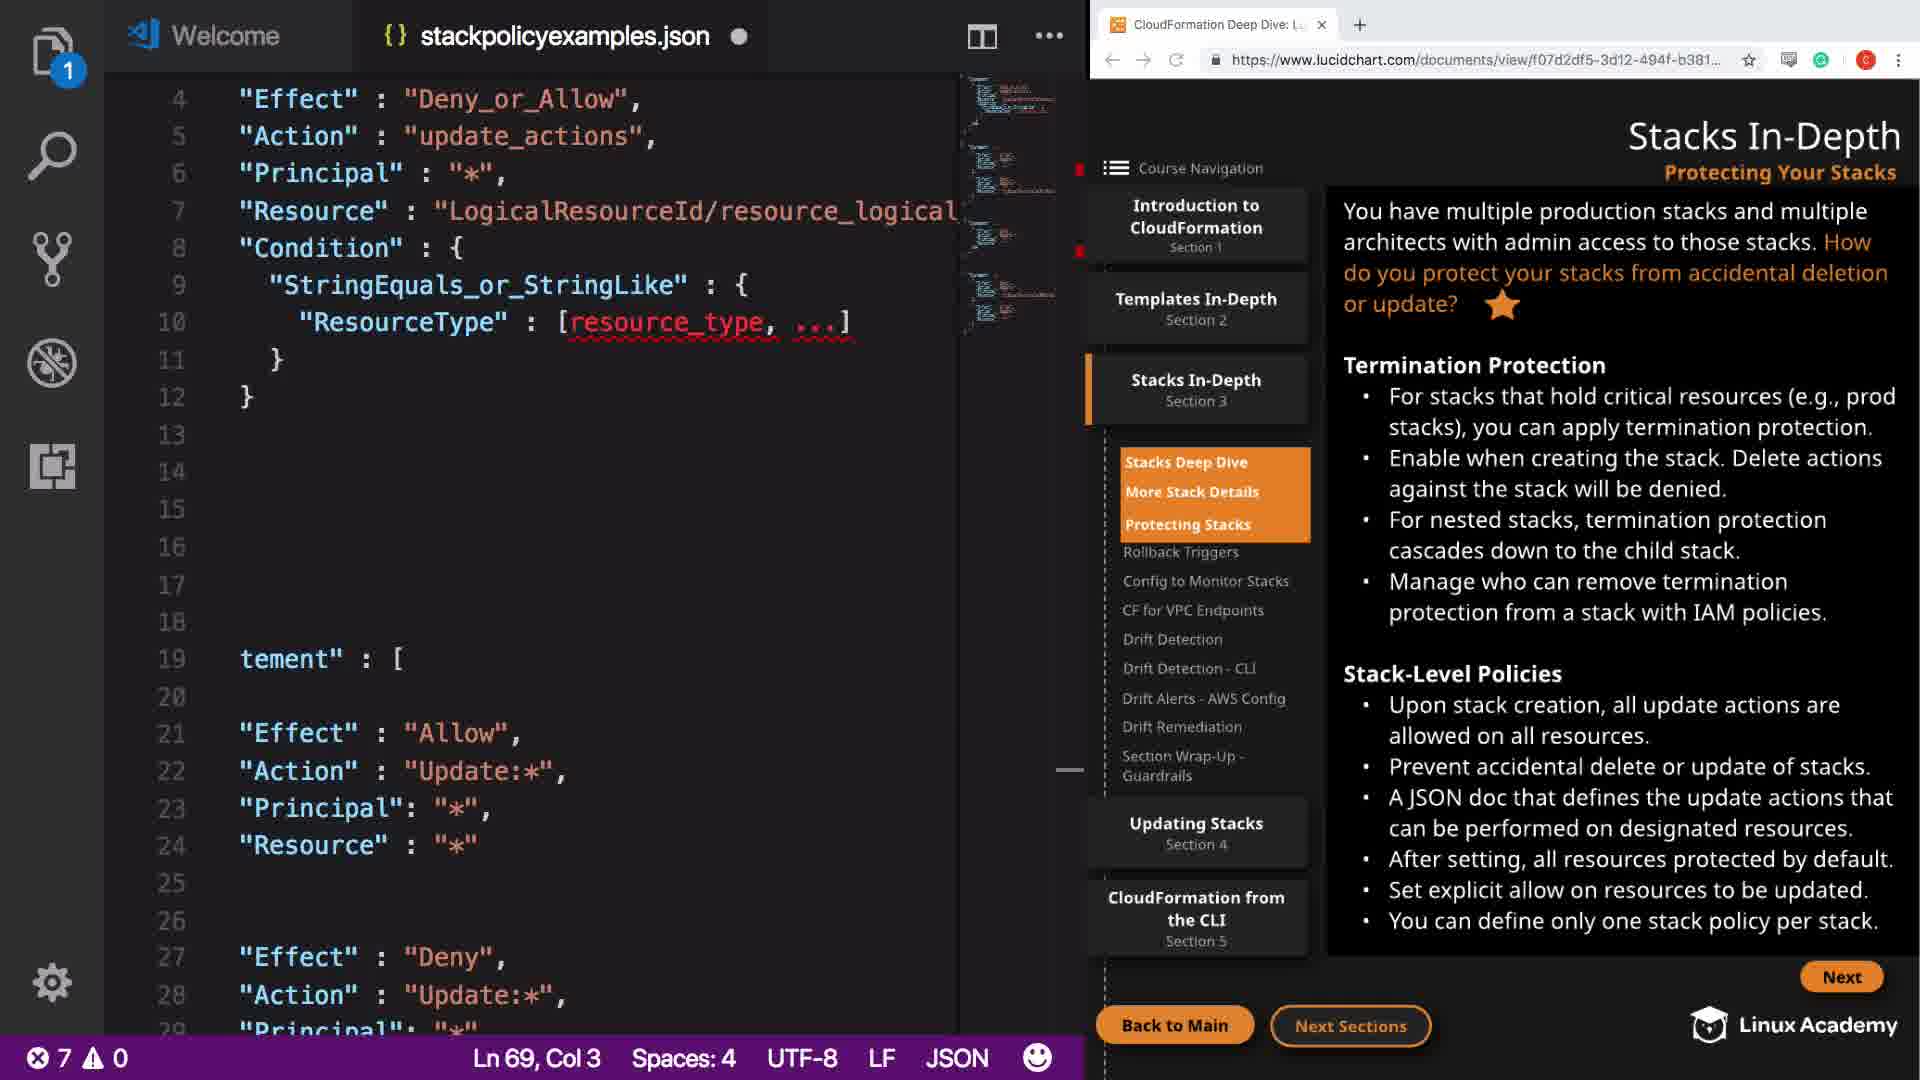 1
Welcome
{ } stackpolicyexamples.json
4 "Effect" : "Deny_or_Allow",
5 "Action" : "update_actions",
6 "Principal" : "*",
7 "Resource" : "LogicalResourceId/resource_logical
8 "Condition" : {
9 "StringEquals_or_StringLike" : {
10 "ResourceType" : [resource_type, ...]
11 }
12 }
13
14
15
16
17
18
19 tement" : [
20
21 "Effect" : "Allow",
22 "Action" : "Update:*",
23 "Principal": "*",
24 "Resource" : "*"
25
26
27 "Effect" : "Deny",
28 "Action" : "Update:*",
29 "Principal": "*"
7 0
Ln 69, Col 3 Spaces: 4 UTF-8 LF JSON
CloudFormation Deep Dive: L
https://www.lucidchart.com/documents/view/f07d2df5-3d12-494f-b381...
C
Stacks In-Depth
Protecting Your Stacks
Course Navigation
Introduction to
CloudFormation
Section 1
Templates In-Depth
Section 2
Stacks In-Depth
Section 3
Stacks Deep Dive
More Stack Details
Protecting Stacks
Rollback Triggers
Config to Monitor Stacks
CF for VPC Endpoints
Drift Detection
Drift Detection - CLI
Drift Alerts - AWS Config
Drift Remediation
Section Wrap-Up -
Guardrails
Updating Stacks
Section 4
CloudFormation from
the CLI
Section 5
You have multiple production stacks and multiple
architects with admin access to those stacks. How
do you protect your stacks from accidental deletion
or update?
Termination Protection
• For stacks that hold critical resources (e.g., prod
stacks), you can apply termination protection.
• Enable when creating the stack. Delete actions
against the stack will be denied.
• For nested stacks, termination protection
cascades down to the child stack.
• Manage who can remove termination
protection from a stack with IAM policies.
Stack-Level Policies
• Upon stack creation, all update actions are
allowed on all resources.
• Prevent accidental delete or update of stacks.
• A JSON doc that defines the update actions that
can be performed on designated resources.
• After setting, all resources protected by default.
• Set explicit allow on resources to be updated.
• You can define only one stack policy per stack.
Next
Back to Main
Next Sections
Linux Academy